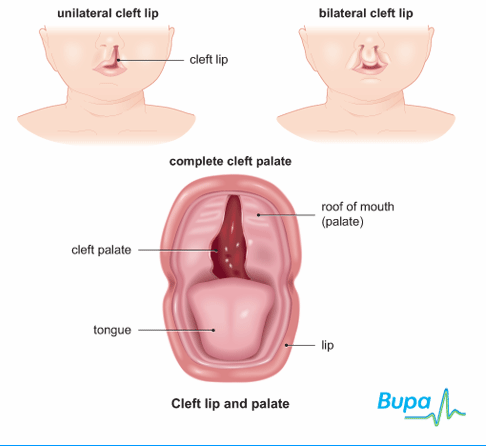 unilateral cleft lip
bilateral cleft lip
cleft lip
complete cleft palate
roof of mouth
(palate)
cleft palate
tongue
lip
Cleft lip and palate
Bupa